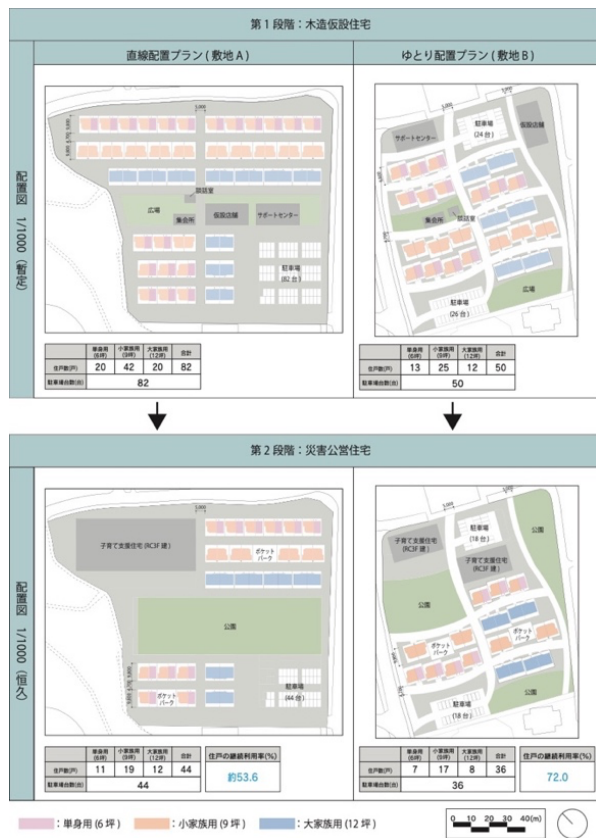 第1段階：木造仮設住宅
直線配置プラン(敷地A)
ゆとり配置プラン(敷地B)
配置図 1/1000 (暫定)
5,000
広場
談話室
集会所
仮設店舗
サポートセンター
駐車場
(82台)
単身用(6坪) 小家族用(9坪) 大家族用(12坪) 合計
住戸数(戸) 20 42 20 82
駐車場台数(台) 82
5,000
サポートセンター
駐車場
(24台)
仮設店舗
談話室
集会所
駐車場
(26台)
広場
単身用(6坪) 小家族用(9坪) 大家族用(12坪) 合計
住戸数(戸) 13 25 12 50
駐車場台数(台) 50
第2段階：災害公営住宅
配置図 1/1000 (恒久)
5,000
子育て支援住宅(RC3F建)
ポケット
パーク
公園
ポケット
パーク
駐車場
(44台)
単身用(6坪) 小家族用(9坪) 大家族用(12坪) 合計
住戸数(戸) 11 19 12 44
駐車場台数(台) 44
住戸の継続利用率(%)
約53.6
5,000
子育て支援住宅
(RC3F建)
駐車場
(18台)
子育て支援住宅
(RC3F建)
公園
公園
ポケット
パーク
ポケット
パーク
駐車場
(18台)
公園
単身用(6坪) 小家族用(9坪) 大家族用(12坪) 合計
住戸数(戸) 7 17 8 36
駐車場台数(台) 36
住戸の継続利用率(%)
72.0
：単身用(6坪) ：小家族用(9坪) ：大家族用(12坪)
0 10 20 30 40(m)